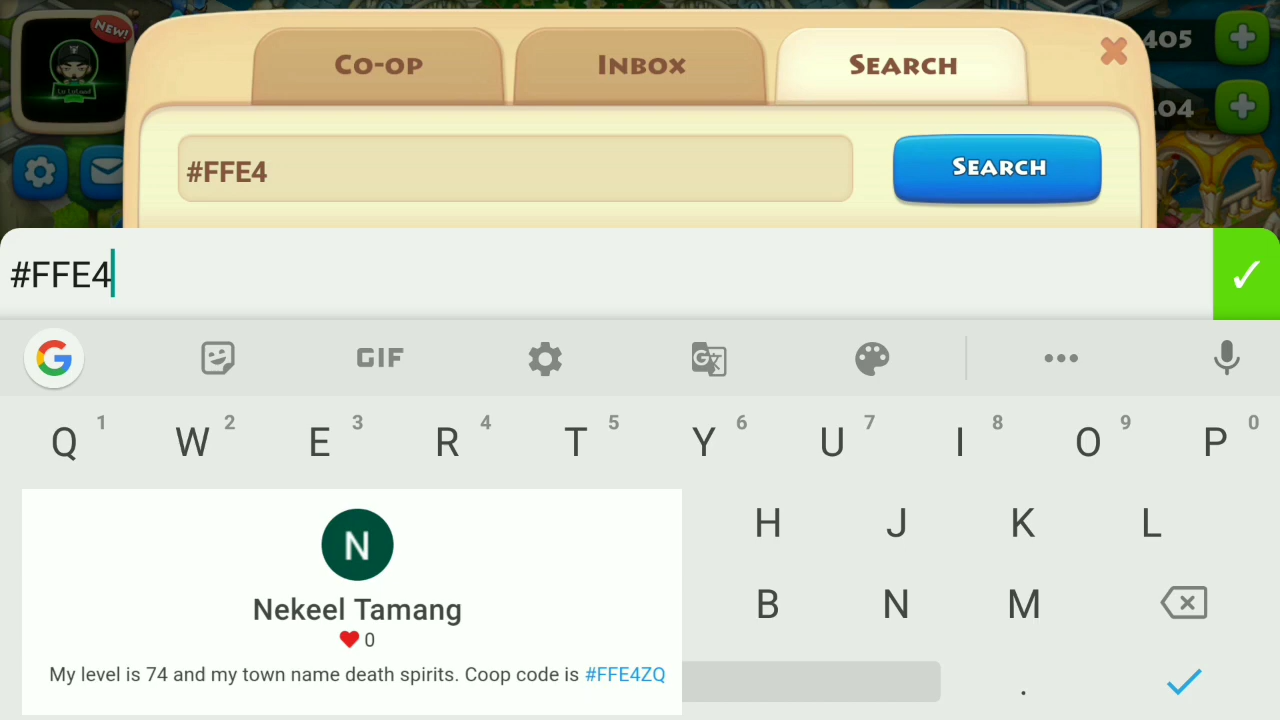 NEW!
Lu LuLoaf
Co-op
Inbox
Search
405
#FFE4
Search
04
#FFE4
G
GIF
G
Q 1 W 2 E 3 R 4 T 5 Y 6 U 7 I 8 O 9 P 0
H J K L
N
Nekeel Tamang
0
B N M
My level is 74 and my town name death spirits. Coop code is #FFE4ZQ
.